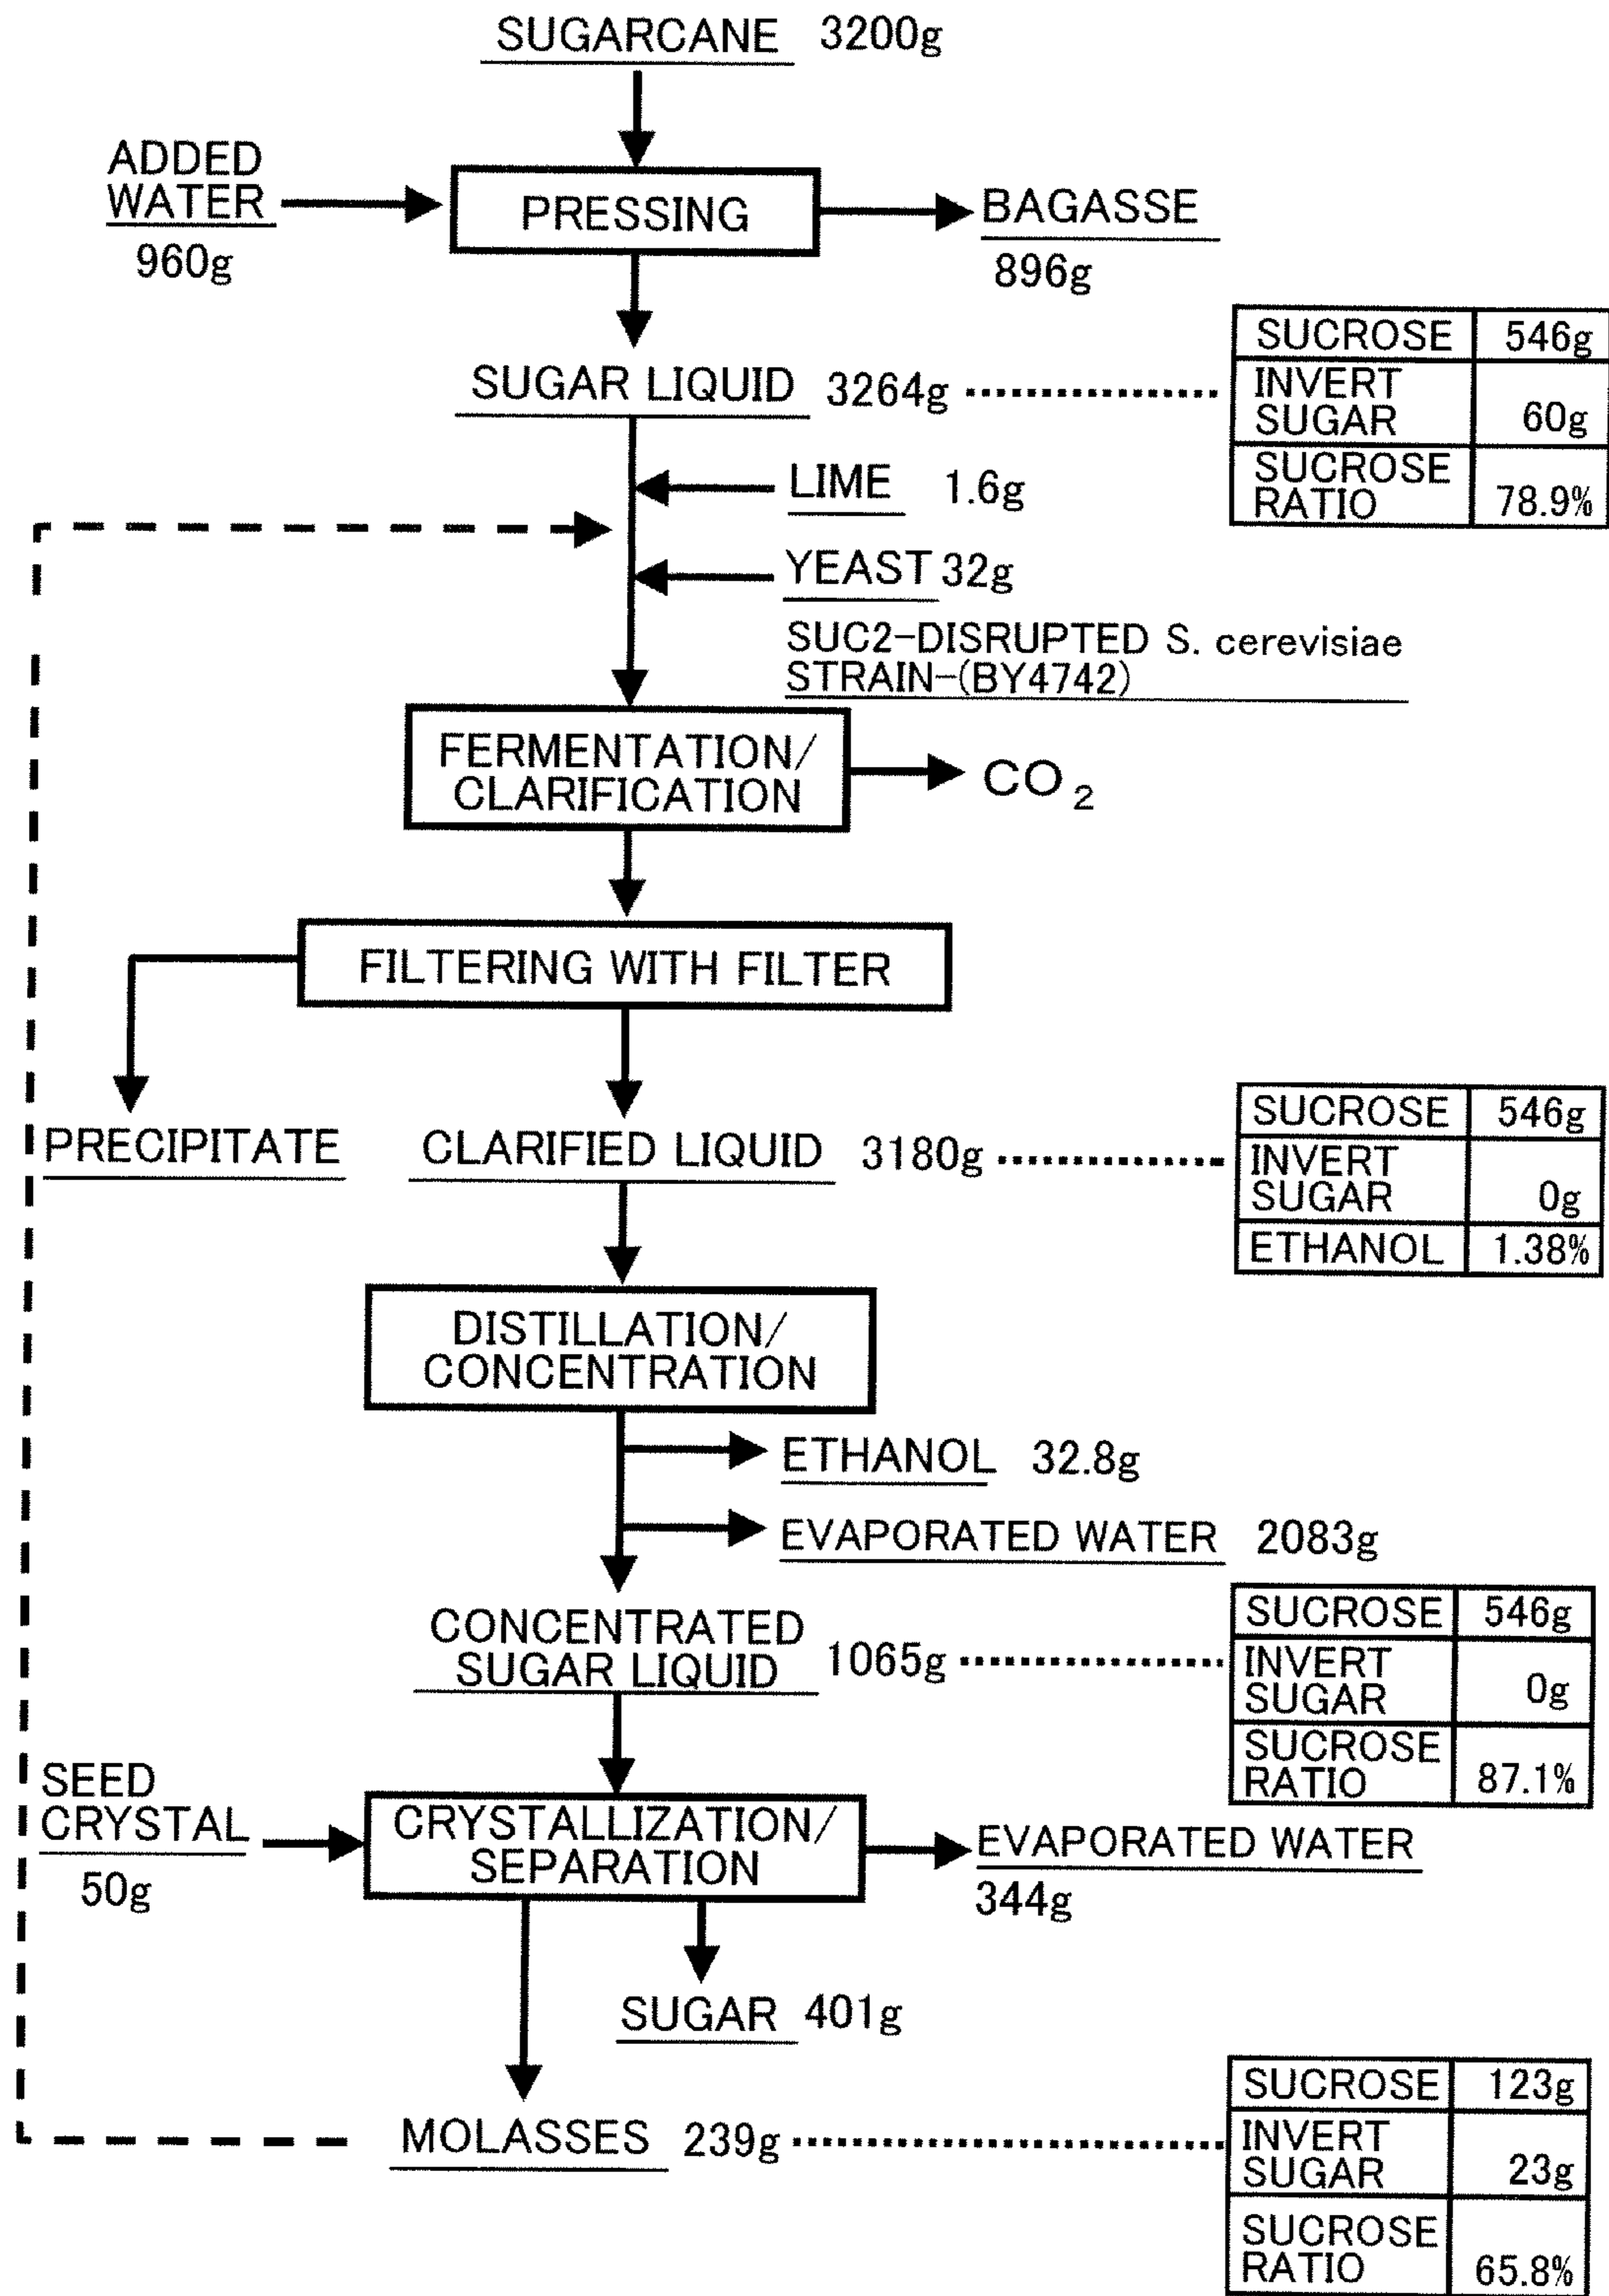 SUGARCANE 3200g
ADDED
WATER
960g
PRESSING
BAGASSE
896g
SUGAR LIQUID 3264g
SUCROSE 546g
INVERT
SUGAR 60g
SUCROSE
RATIO 78.9%
LIME 1.6g
YEAST 32g
SUC2-DISRUPTED S. cerevisiae
STRAIN-(BY4742)
FERMENTATION/
CLARIFICATION
CO2
FILTERING WITH FILTER
PRECIPITATE
CLARIFIED LIQUID 3180g
SUCROSE 546g
INVERT
SUGAR 0g
ETHANOL 1.38%
DISTILLATION/
CONCENTRATION
ETHANOL 32.8g
EVAPORATED WATER 2083g
CONCENTRATED
SUGAR LIQUID 1065g
SUCROSE 546g
INVERT
SUGAR 0g
SUCROSE
RATIO 87.1%
SEED
CRYSTAL
50g
CRYSTALLIZATION/
SEPARATION
EVAPORATED WATER
344g
SUGAR 401g
MOLASSES 239g
SUCROSE 123g
INVERT
SUGAR 23g
SUCROSE
RATIO 65.8%